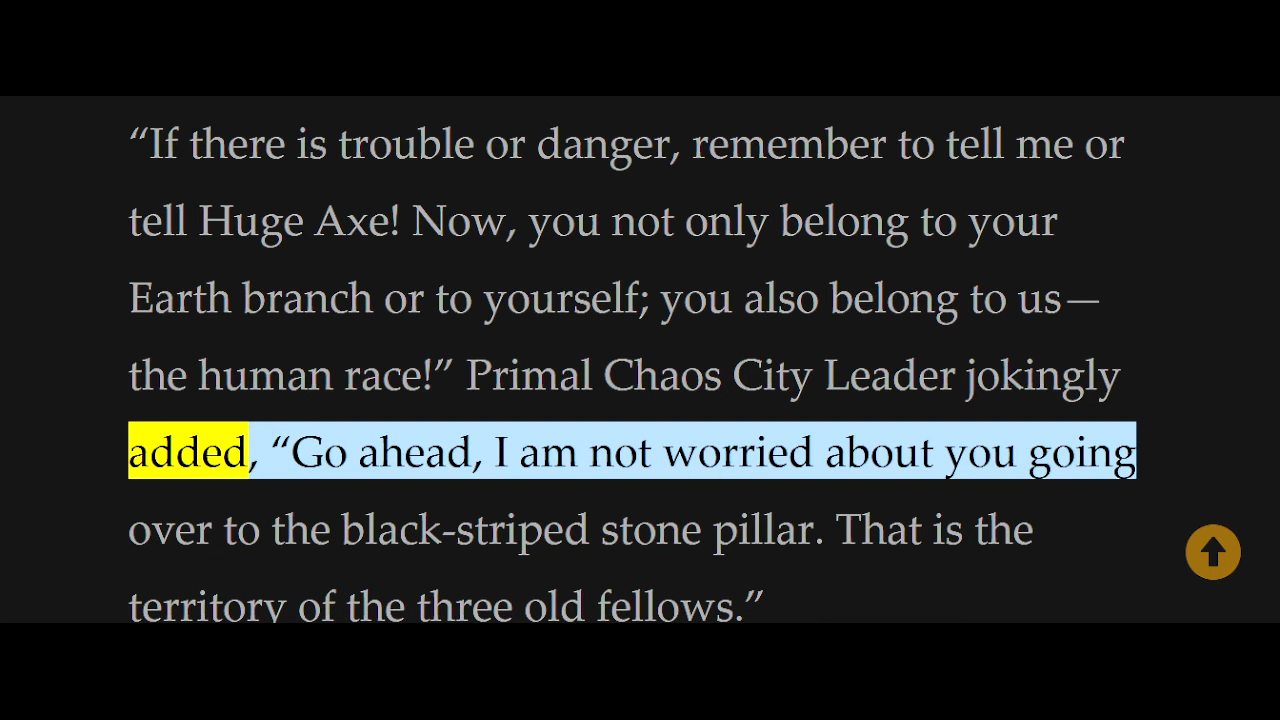 “If there is trouble or danger, remember to tell me or
tell Huge Axe! Now, you not only belong to your
Earth branch or to yourself; you also belong to us—
the human race!” Primal Chaos City Leader jokingly
added, “Go ahead, I am not worried about you going
over to the black-striped stone pillar. That is the
territory of the three old fellows.”